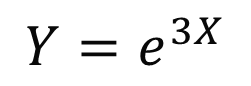 Y = e^{3X}